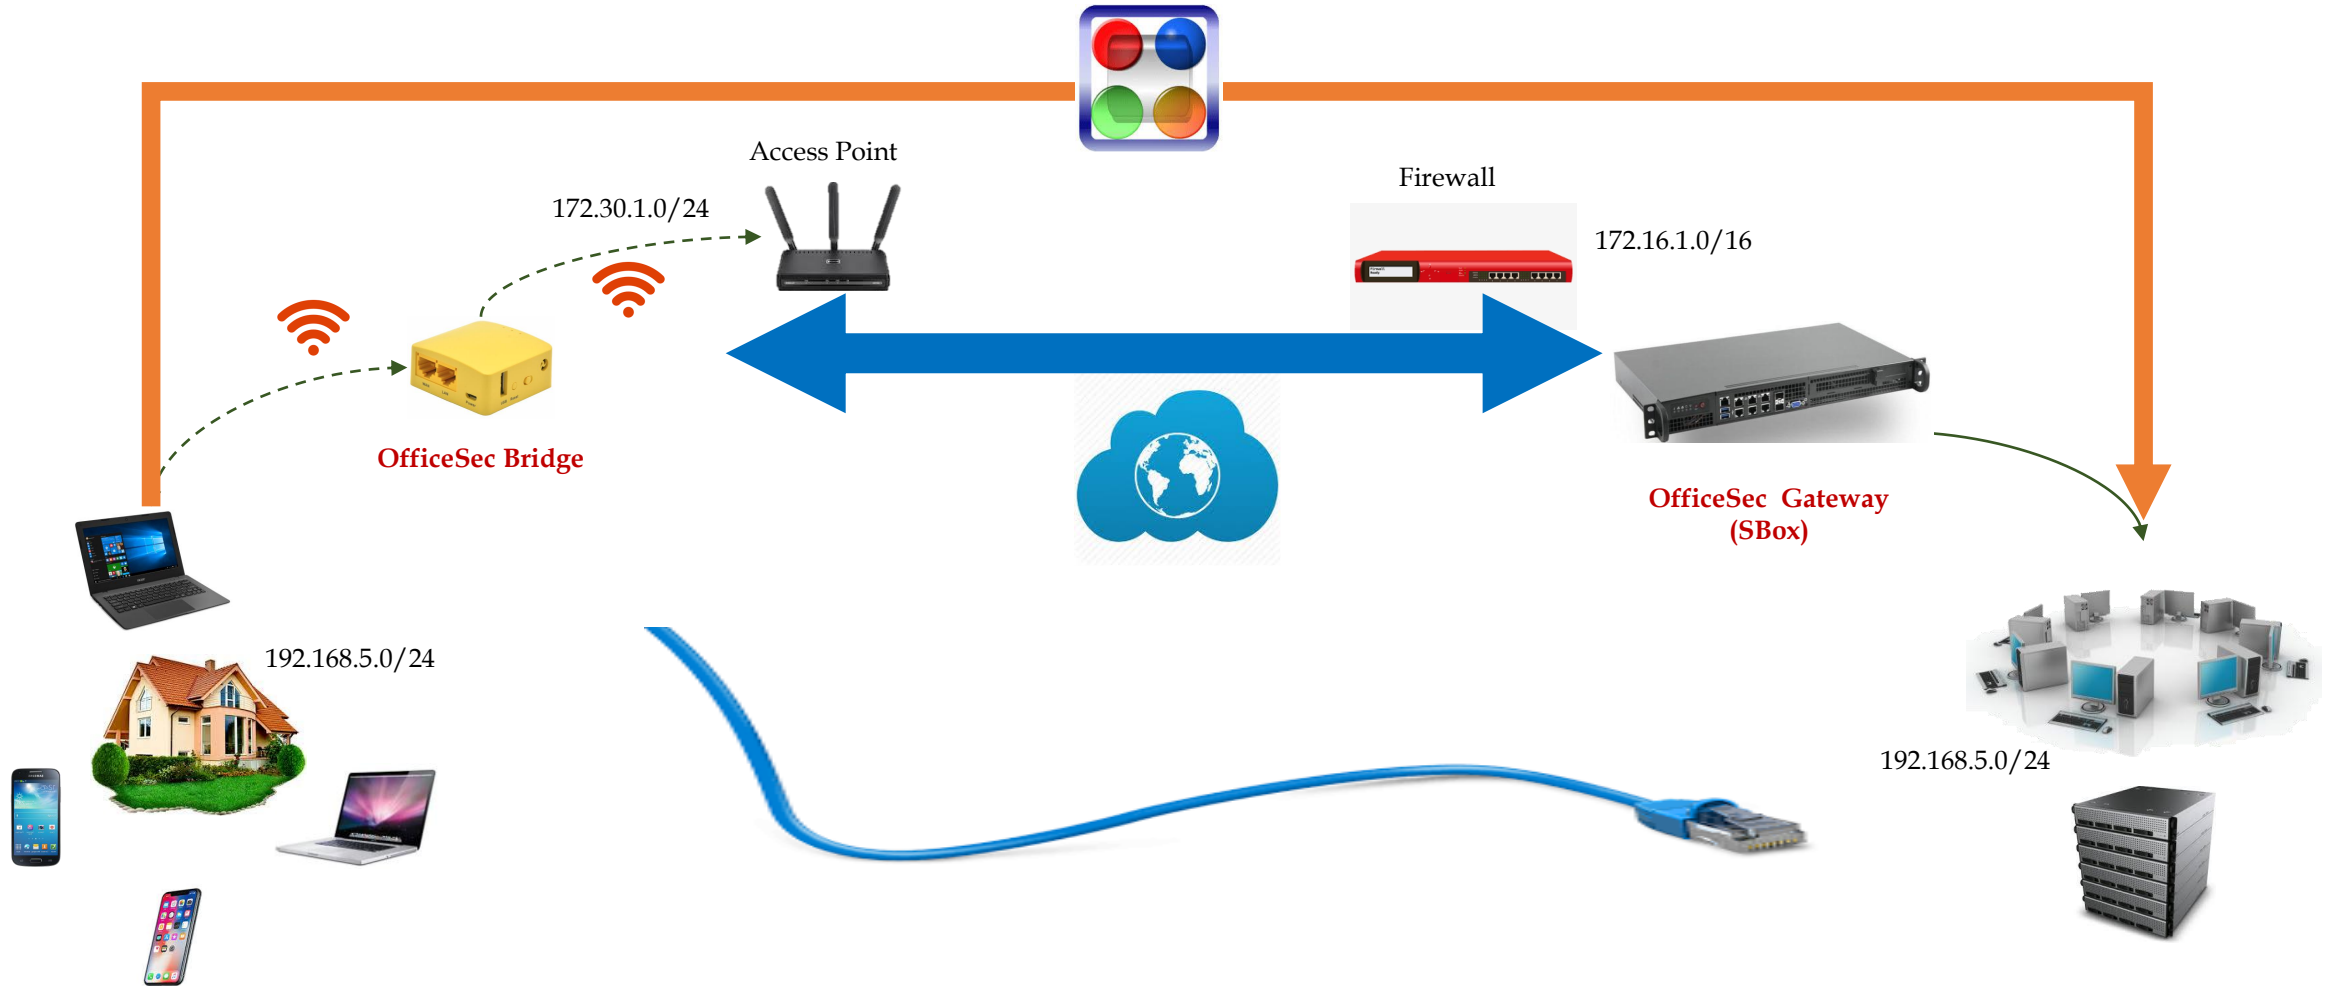 Access Point
Firewall
172.30.1.0/24
172.16.1.0/16
OfficeSec Bridge
OfficeSec Gateway
(SBox)
192.168.5.0/24
192.168.5.0/24